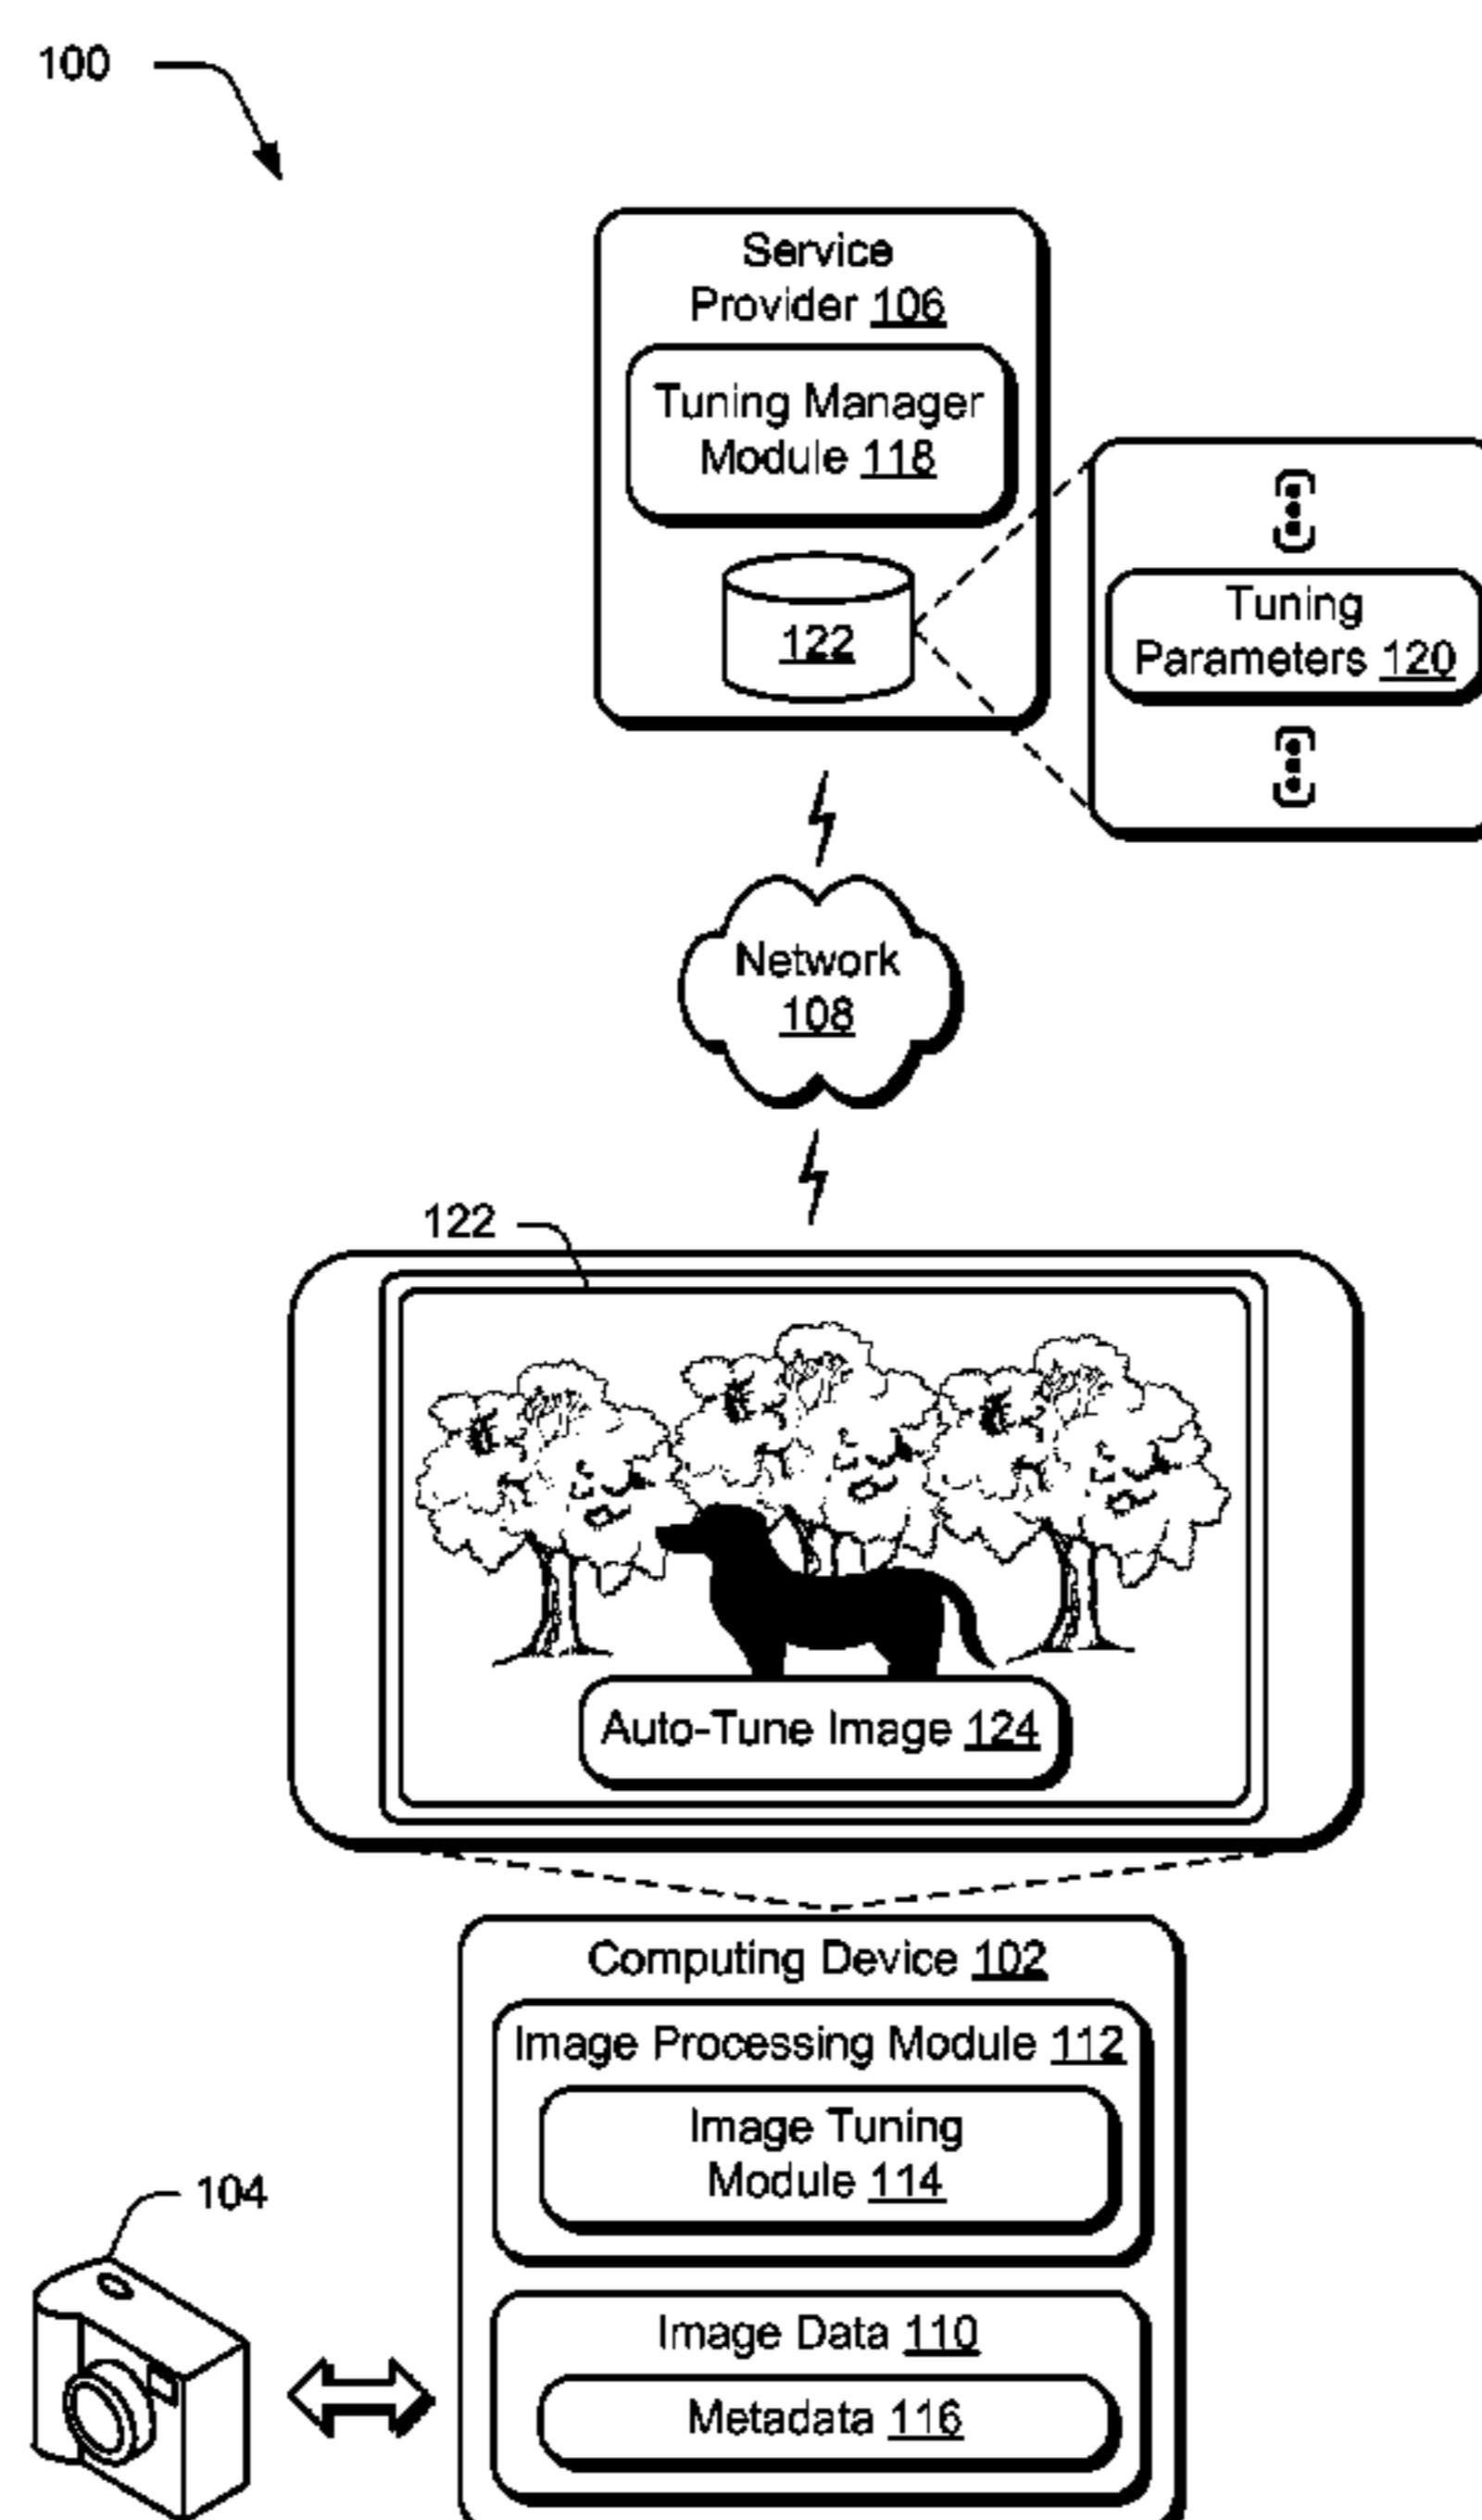 100
Service
Provider 106
Tuning Manager
Module 118
122
Tuning
Parameters 120
Network
108
122
Auto-Tune Image 124
Computing Device 102
Image Processing Module 112
Image Tuning
Module 114
104
Image Data 110
Metadata 116